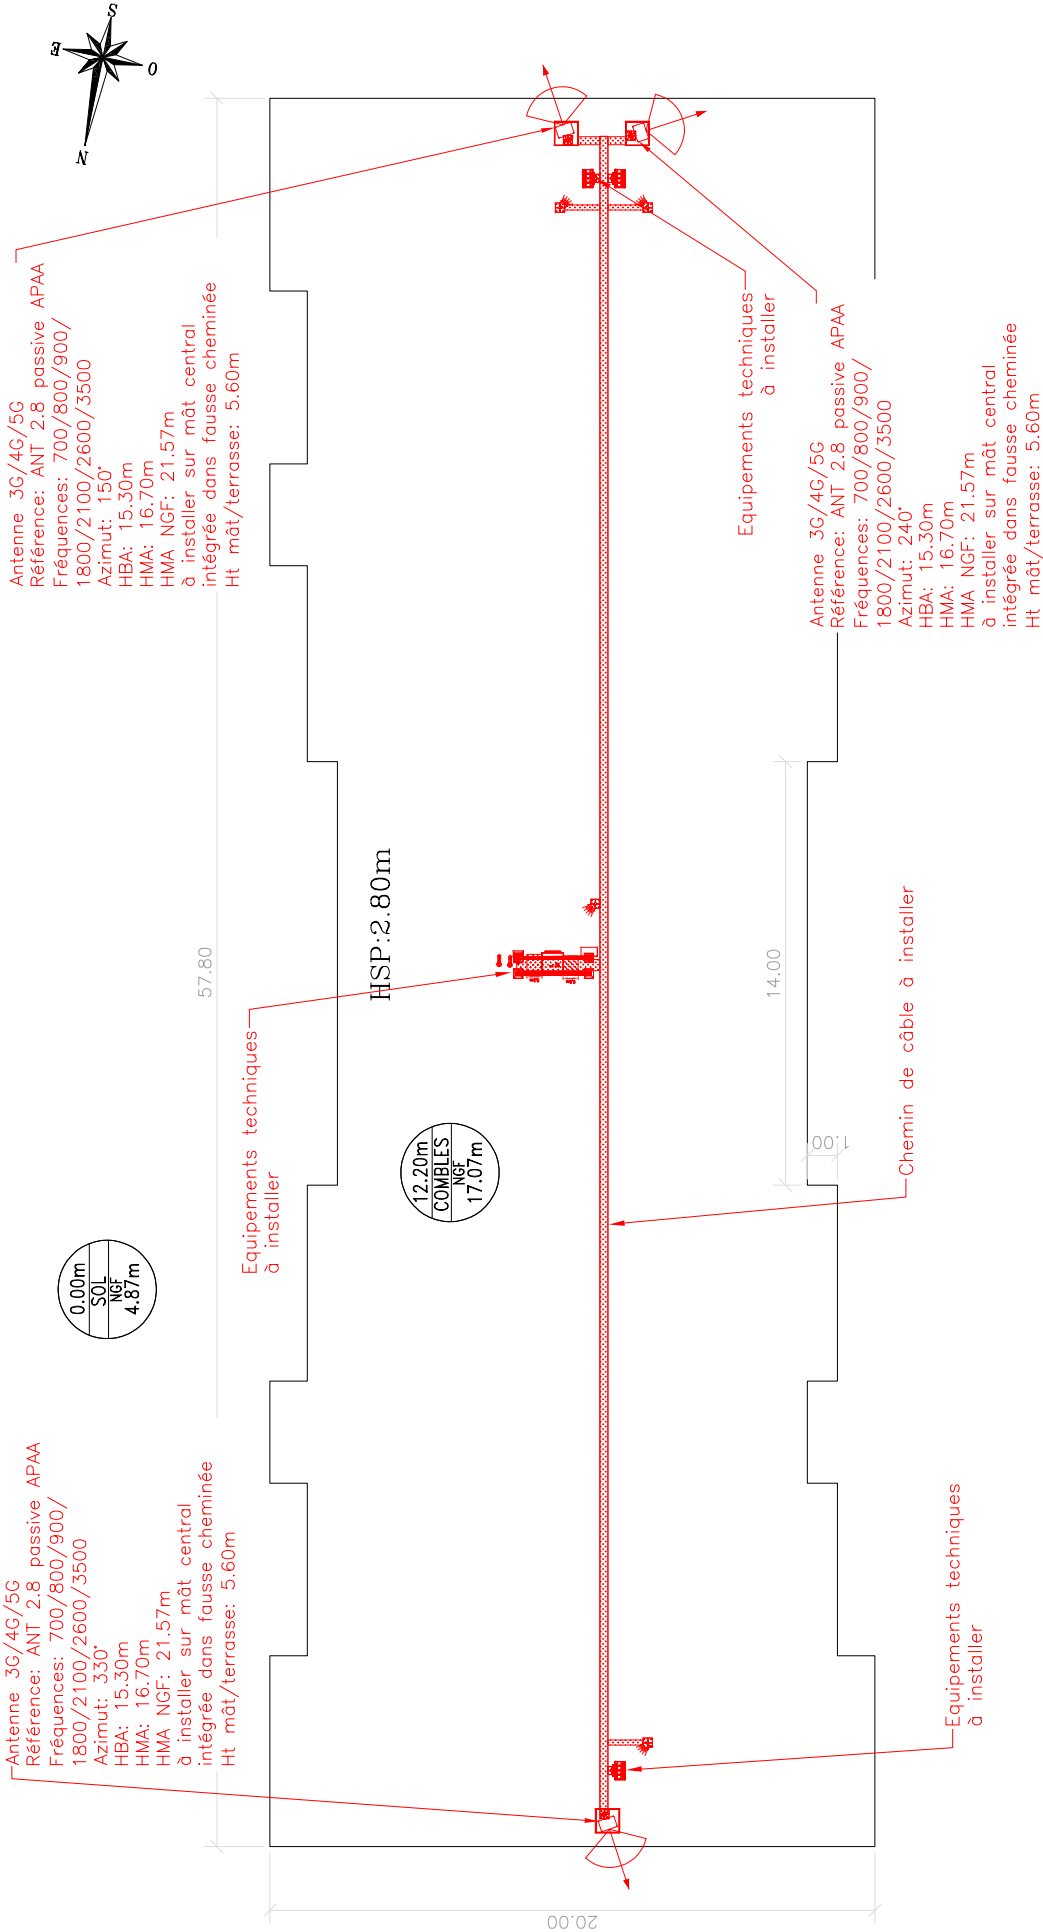 S
E
O
N
Antenne 3G/4G/5G
Référence: ANT 2.8 passive APAA
Fréquences: 700/800/900/
1800/2100/2600/3500
Azimut: 150°
HBA: 15.30m
HMA: 16.70m
HMA NGF: 21.57m
à installer sur mât central
intégrée dans fausse cheminée
Ht mât/terrasse: 5.60m
Equipements techniques
à installer
Antenne 3G/4G/5G
Référence: ANT 2.8 passive APAA
Fréquences: 700/800/900/
1800/2100/2600/3500
Azimut: 240°
HBA: 15.30m
HMA: 16.70m
HMA NGF: 21.57m
à installer sur mât central
intégrée dans fausse cheminée
Ht mât/terrasse: 5.60m
57.80
HSP:2.80m
14.00
Equipements techniques
à installer
Chemin de câble à installer
12.20m
COMBLES
NGF
17.07m
1.00
0.00m
SOL
NGF
4.87m
Antenne 3G/4G/5G
Référence: ANT 2.8 passive APAA
Fréquences: 700/800/900/
1800/2100/2600/3500
Azimut: 330°
HBA: 15.30m
HMA: 16.70m
HMA NGF: 21.57m
à installer sur mât central
intégrée dans fausse cheminée
Ht mât/terrasse: 5.60m
Equipements techniques
à installer
20.00